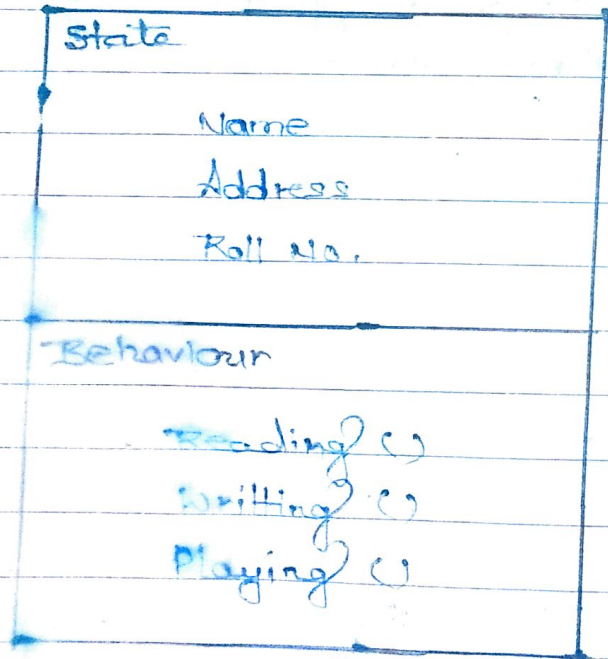 State
Name
Address
Roll No.
Behaviour
Reading ()
Writting ()
Playing ()